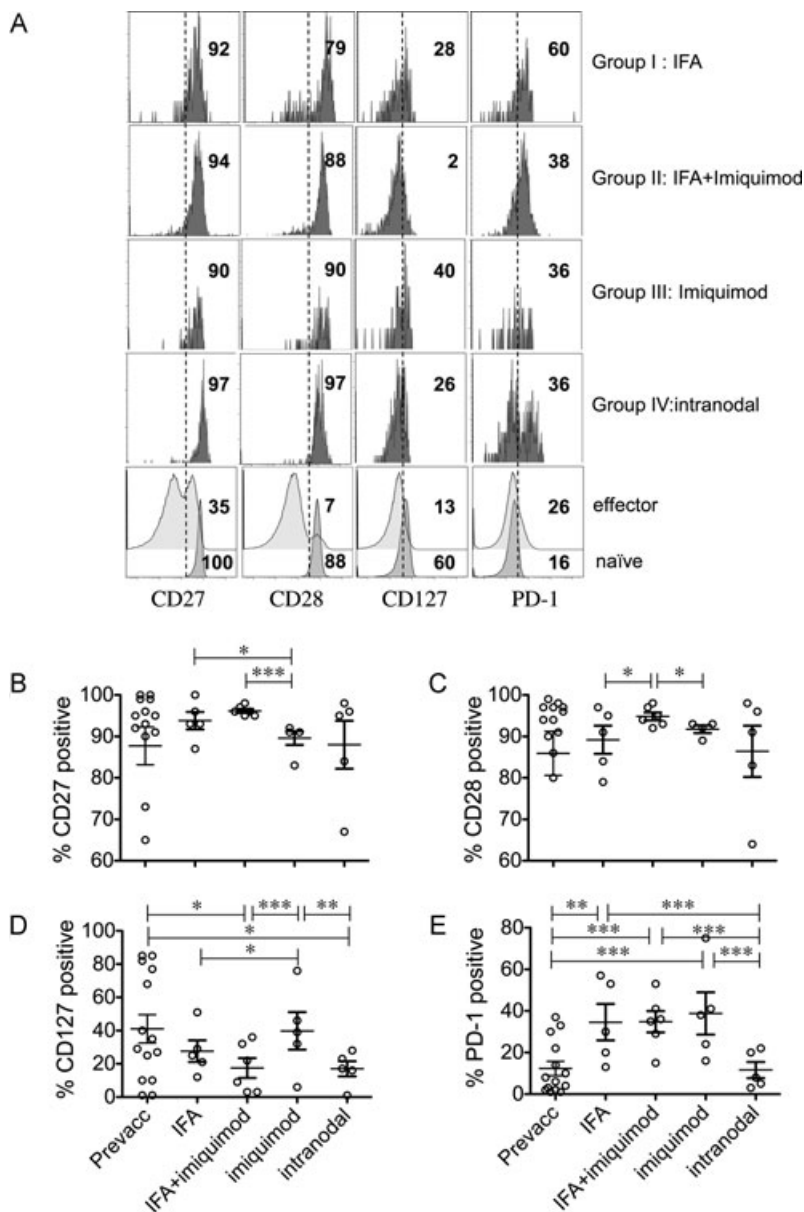 A
92 79 28 60 Group I : IFA
94 88 2 38 Group II: IFA+Imiquimod
90 90 40 36 Group III: Imiquimod
97 97 26 36 Group IV:intranodal
35 7 13 26 effector
100 88 60 16 naïve
CD27 CD28 CD127 PD-1
B
*
***
% CD27 positive
100
90
80
70
60
C
* *
% CD28 positive
100
90
80
70
60
D
* *** **
*
*
% CD127 positive
120
100
80
60
40
20
0
Prevacc
IFA
IFA+imiquimod
imiquimod
intranodal
E
** ***
*** ***
*** ***
% PD-1 positive
80
60
40
20
0
Prevacc
IFA
IFA+imiquimod
imiquimod
intranodal